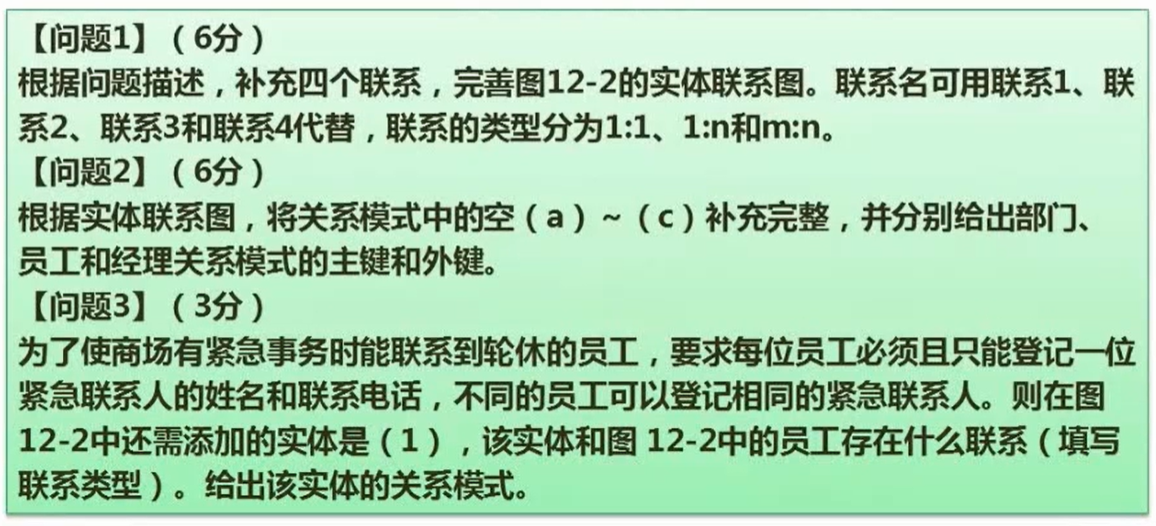 【问题1】（6分）
根据问题描述，补充四个联系，完善图12-2的实体联系图。联系名可用联系1、联
系2、联系3和联系4代替，联系的类型分为1:1、1:n和m:n。
【问题2】（6分）
根据实体联系图，将关系模式中的空（a）~（c）补充完整，并分别给出部门、
员工和经理关系模式的主键和外键。
【问题3】（3分）
为了使商场有紧急事务时能联系到轮休的员工，要求每位员工必须且只能登记一位
紧急联系人的姓名和联系电话，不同的员工可以登记相同的紧急联系人。则在图
12-2中还需添加的实体是（1），该实体和图 12-2中的员工存在什么联系（填写
联系类型）。给出该实体的关系模式。